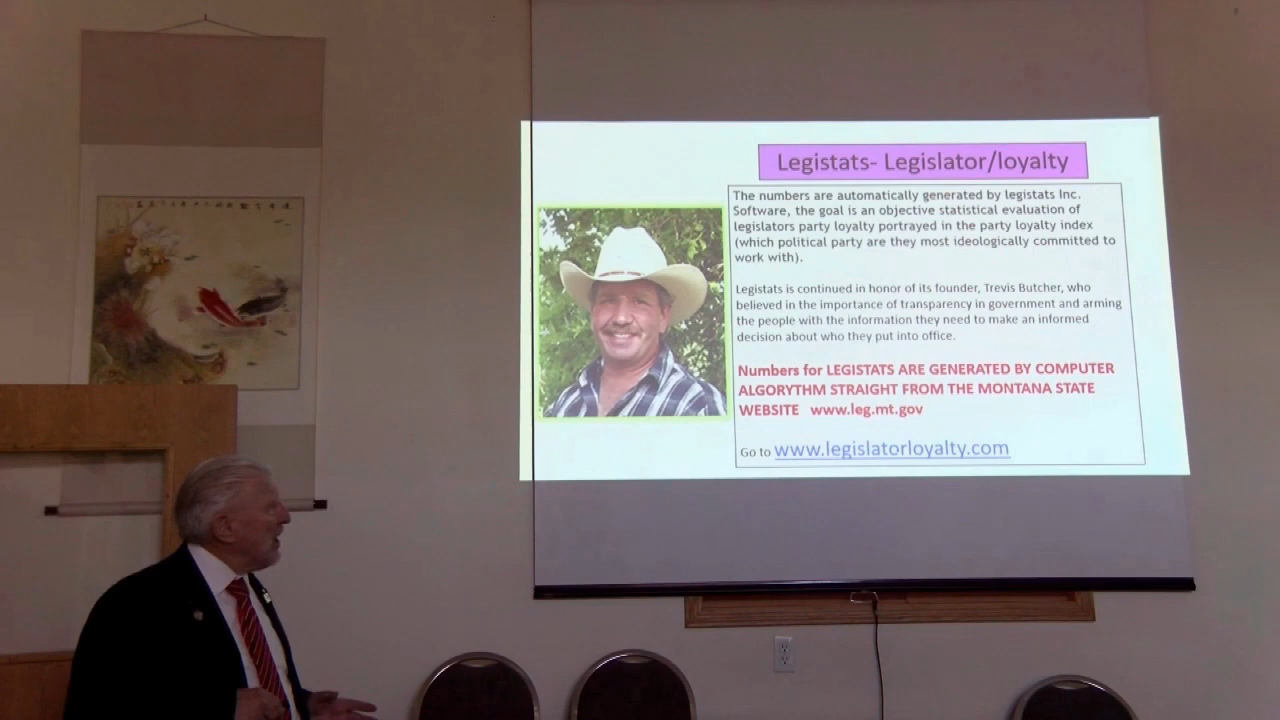 Legistats- Legislator/loyalty
The numbers are automatically generated by legistats Inc.
Software, the goal is an objective statistical evaluation of
legislators party loyalty portrayed in the party loyalty index
(which political party are they most ideologically committed to
work with).
Legistats is continued in honor of its founder, Trevis Butcher, who
believed in the importance of transparency in government and arming
the people with the information they need to make an informed
decision about who they put into office.
Numbers for LEGISTATS ARE GENERATED BY COMPUTER
ALGORYTHM STRAIGHT FROM THE MONTANA STATE
WEBSITE www.leg.mt.gov
Go to www.legislatorloyalty.com